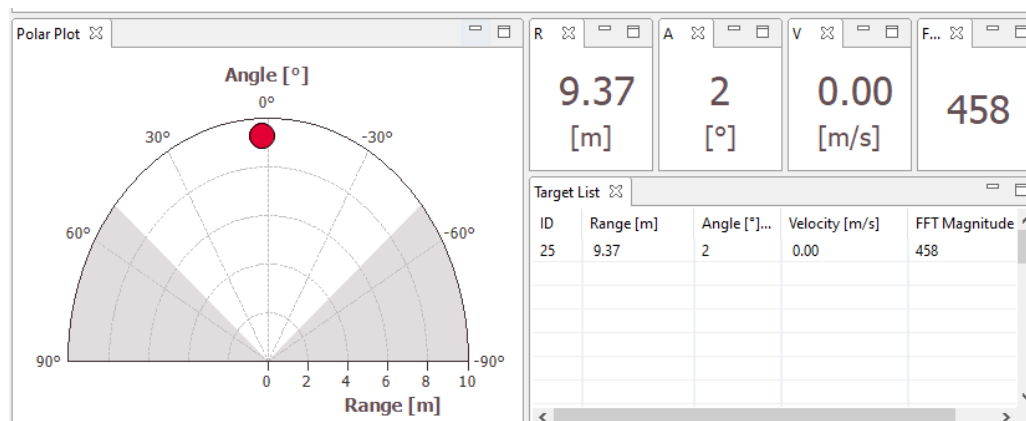 Polar Plot
R
A
V
F...
Angle [°]
0°
30°
-30°
60°
-60°
90°
-90°
0 2 4 6 8 10
Range [m]
9.37
[m]
2
[°]
0.00
[m/s]
458
Target List
ID Range [m] Angle [°]... Velocity [m/s] FFT Magnitude
25 9.37 2 0.00 458